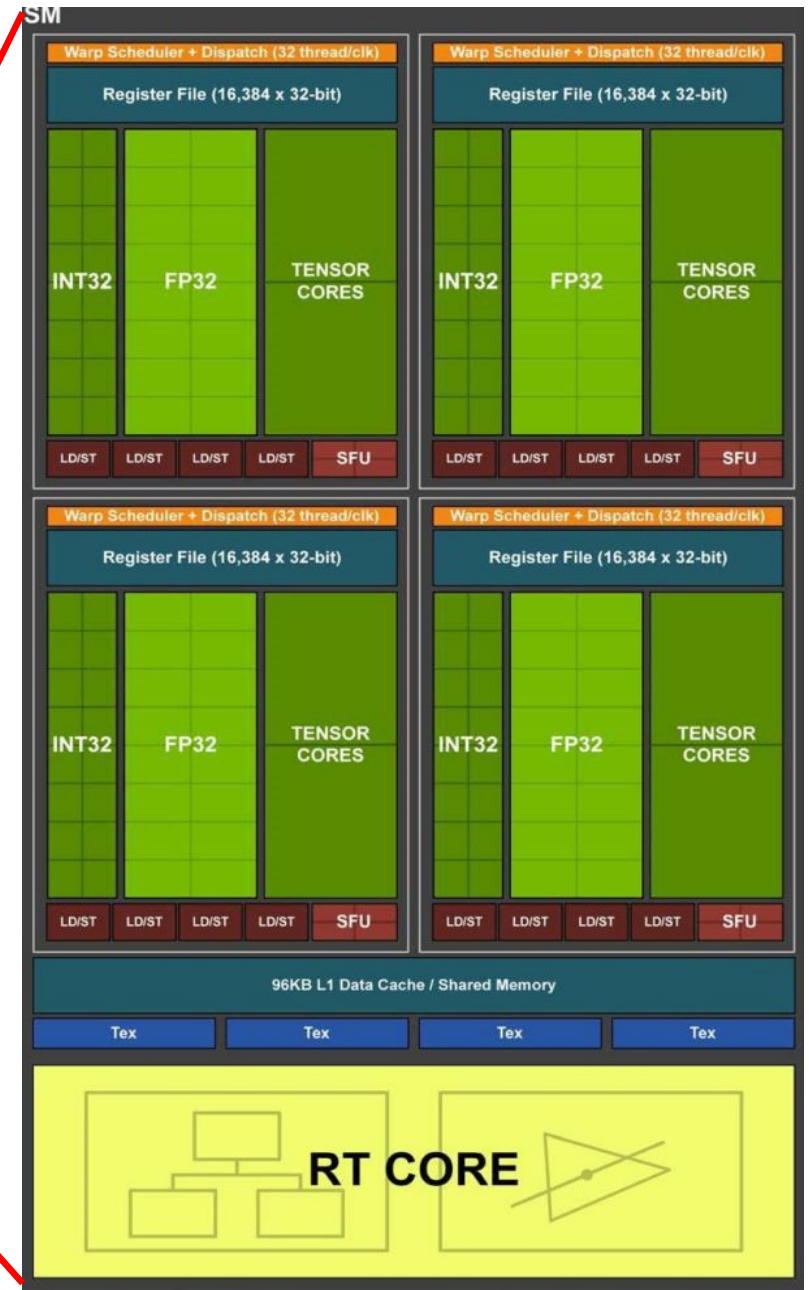 SM
Warp Scheduler + Dispatch (32 thread/clk)
Register File (16,384 x 32-bit)
INT32
FP32
TENSOR
CORES
LD/ST LD/ST LD/ST LD/ST SFU
Warp Scheduler + Dispatch (32 thread/clk)
Register File (16,384 x 32-bit)
INT32
FP32
TENSOR
CORES
LD/ST LD/ST LD/ST LD/ST SFU
Warp Scheduler + Dispatch (32 thread/clk)
Register File (16,384 x 32-bit)
INT32
FP32
TENSOR
CORES
LD/ST LD/ST LD/ST LD/ST SFU
Warp Scheduler + Dispatch (32 thread/clk)
Register File (16,384 x 32-bit)
INT32
FP32
TENSOR
CORES
LD/ST LD/ST LD/ST LD/ST SFU
96KB L1 Data Cache / Shared Memory
Tex Tex Tex Tex
RT CORE